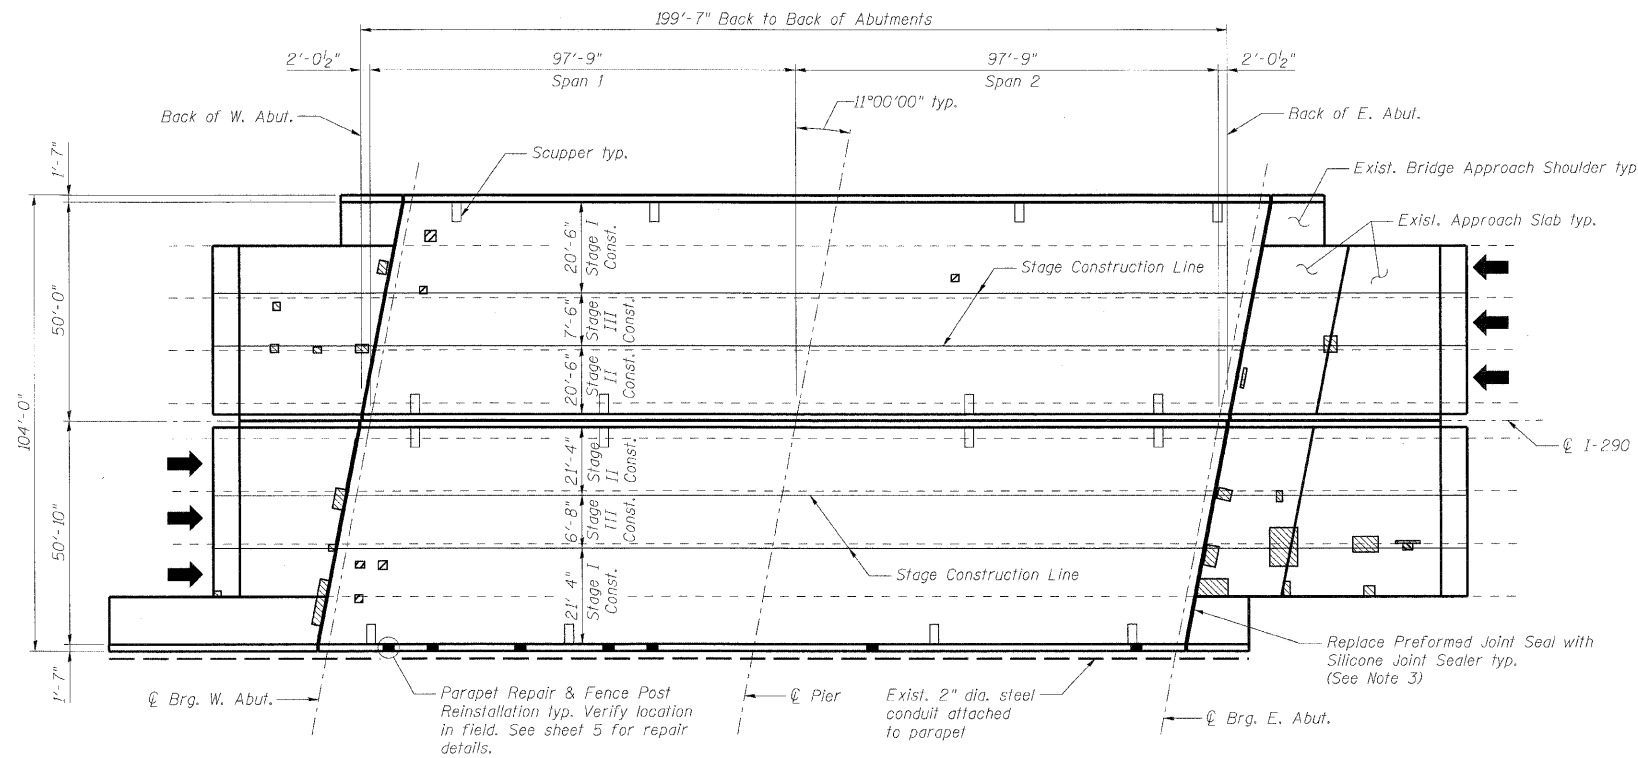 199'-7" Back to Back of Abutments
2'-0½"
97'-9"
97'-9"
2'-0½"
Span 1
Span 2
11°00'00" typ.
Back of W. Abut.
Back of E. Abut.
Scupper typ.
Exist. Bridge Approach Shoulder typ
Exist. Approach Slab typ.
1'-7"
50'-0"
104'-0"
50'-10"
1'-7"
20'-6"
Stage I
Const.
7'-6"
Stage
III
Const.
20'-6"
Stage
II
Const.
Stage Construction Line
21'-4"
Stage
II
Const.
6'-8"
Stage
III
Const.
21' 4"
Stage I
Const.
Stage Construction Line
℄ I-290
Replace Preformed Joint Seal with
Silicone Joint Sealer typ.
(See Note 3)
℄ Brg. W. Abut.
Parapet Repair & Fence Post
Reinstallation typ. Verify location
in field. See sheet 5 for repair
details.
℄ Pier
Exist. 2" dia. steel
conduit attached
to parapet
℄ Brg. E. Abut.